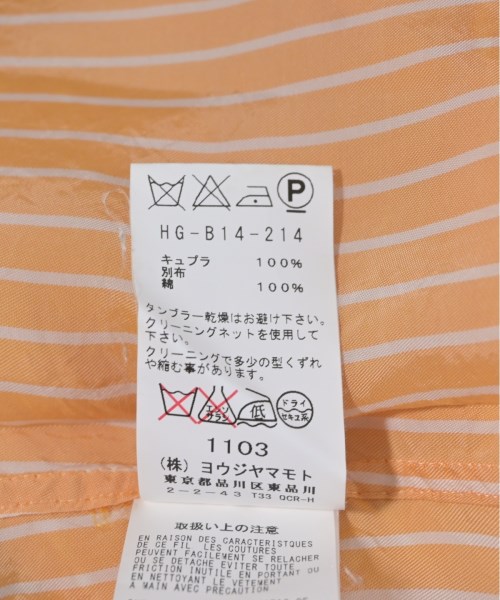 P
HG-B14-214
キュプラ 100%
別布
綿 100%
タンブラー乾燥はお避け下さい。
クリーニングネットを使用して
下さい。
クリーニングで多少の型くずれ
や縮む事があります。
エンソ サラシ 低 ドライ セキユ系
1103
(株) ヨウジヤマモト
東京都品川区東品川
2-2-43 T33 QCR-H
取扱い上の注意
EN RAISON DES CARACTERISTIQUES
DE CE FIL LES COUTURES
PEUVENT FACILEMENT SE RELACHER
OU SE DETACHE EVITER TOUTE
FRICTION INUTILE EN PORTANT OU
EN NETTOYANT LE VETEMENT
A MAIN AVEC PRECAUTION